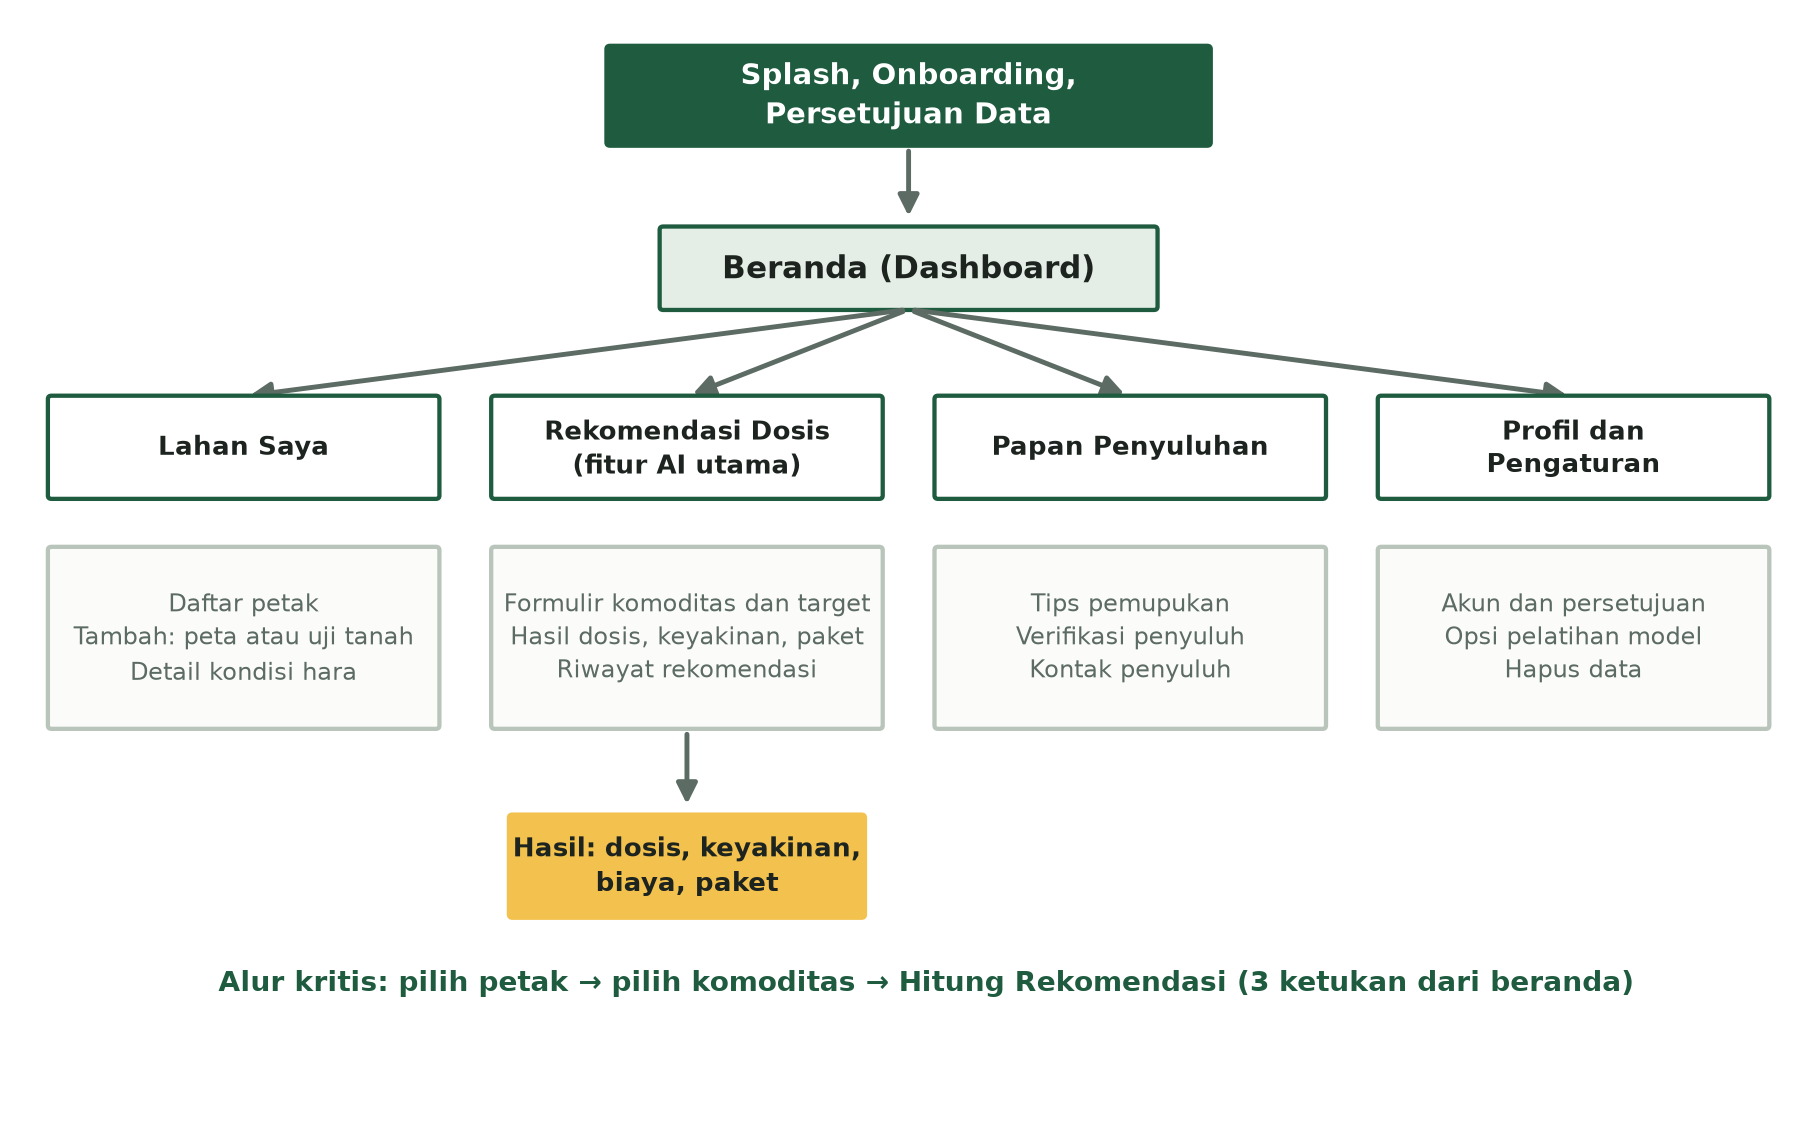 Splash, Onboarding,
Persetujuan Data
Beranda (Dashboard)
Lahan Saya
Rekomendasi Dosis
(fitur AI utama)
Papan Penyuluhan
Profil dan
Pengaturan
Daftar petak
Tambah: peta atau uji tanah
Detail kondisi hara
Formulir komoditas dan target
Hasil dosis, keyakinan, paket
Riwayat rekomendasi
Tips pemupukan
Verifikasi penyuluh
Kontak penyuluh
Akun dan persetujuan
Opsi pelatihan model
Hapus data
Hasil: dosis, keyakinan,
biaya, paket
Alur kritis: pilih petak → pilih komoditas → Hitung Rekomendasi (3 ketukan dari beranda)